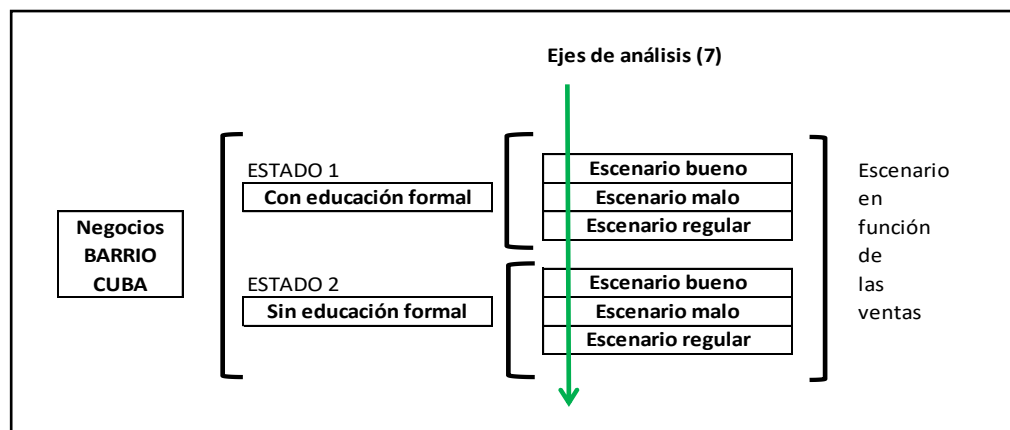 Ejes de análisis (7)
Negocios
BARRIO
CUBA
ESTADO 1
Con educación formal
Escenario bueno
Escenario malo
Escenario regular
ESTADO 2
Sin educación formal
Escenario bueno
Escenario malo
Escenario regular
Escenario
en
función
de
las
ventas